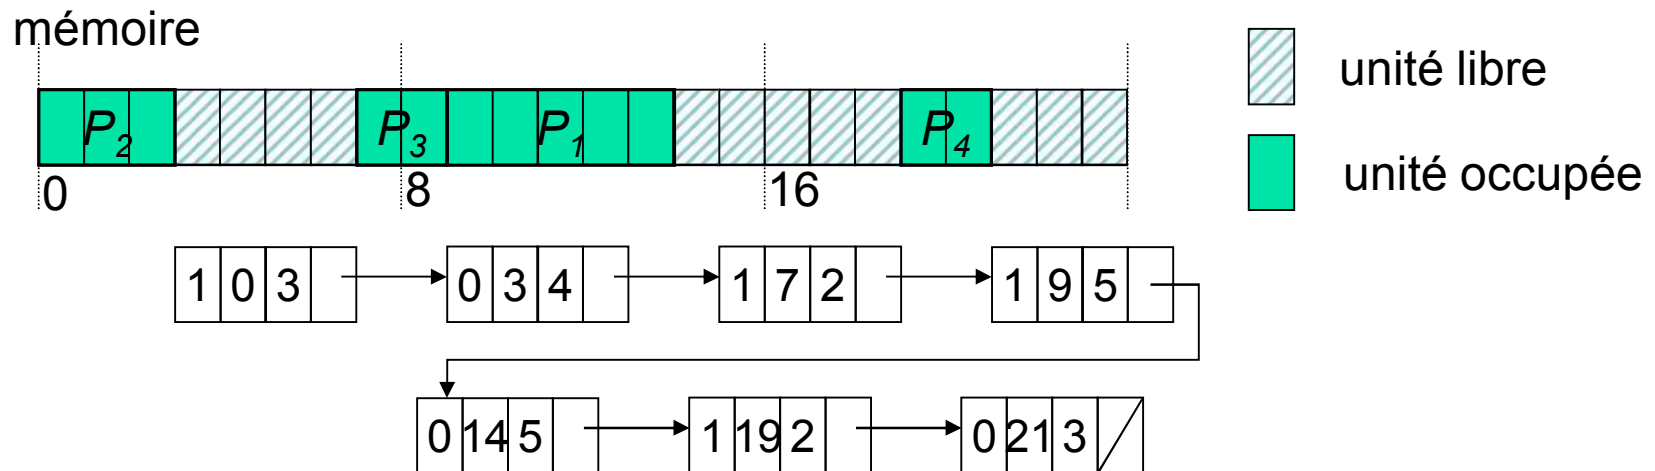 mémoire
unité libre
P2 P3 P1 P4
0 8 16
unité occupée
1 0 3 0 3 4 1 7 2 1 9 5
0 14 5 1 19 2 0 21 3